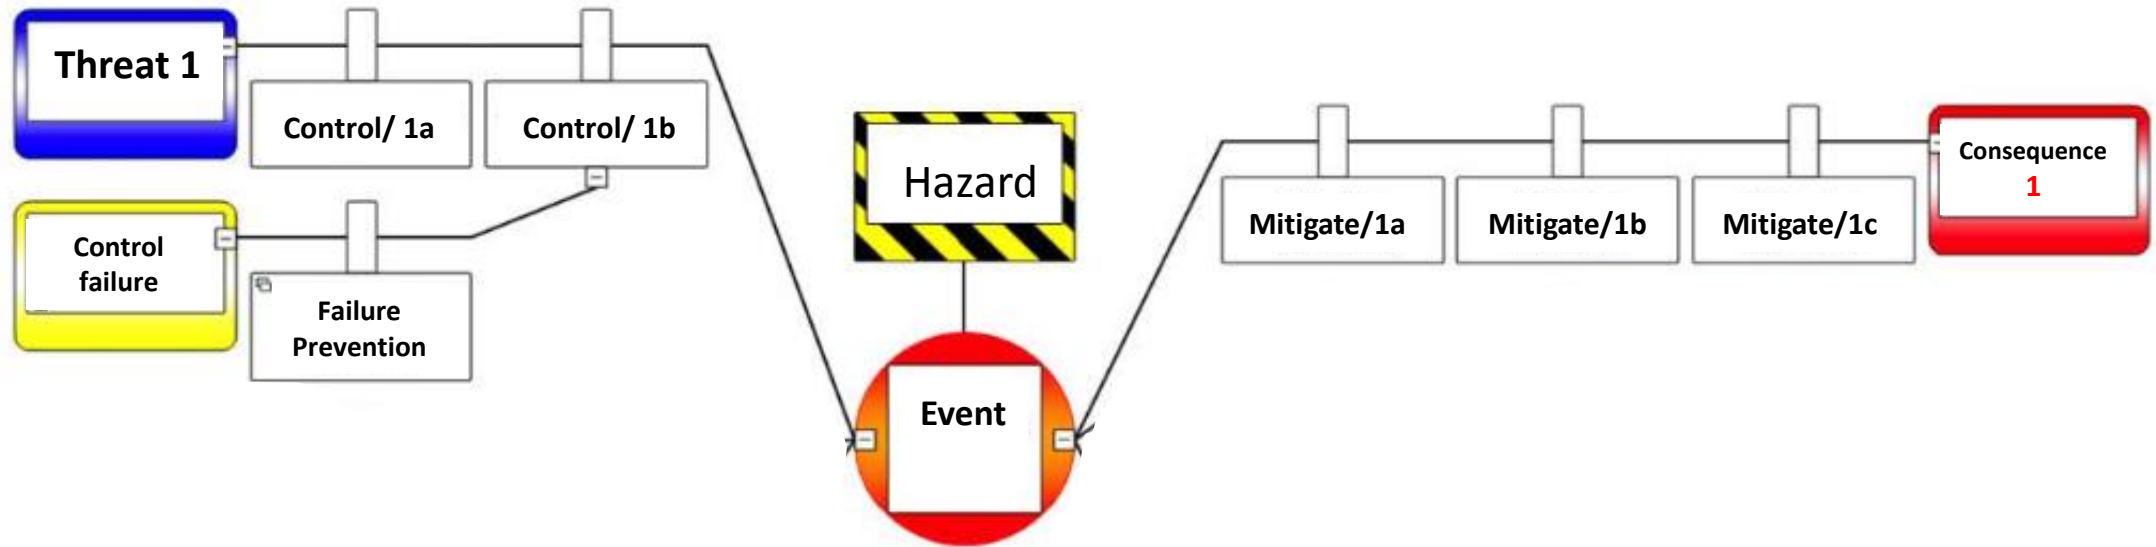 Threat 1
Control/ 1a
Control/ 1b
Control
failure
Failure
Prevention
Hazard
Event
Mitigate/1a
Mitigate/1b
Mitigate/1c
Consequence
1